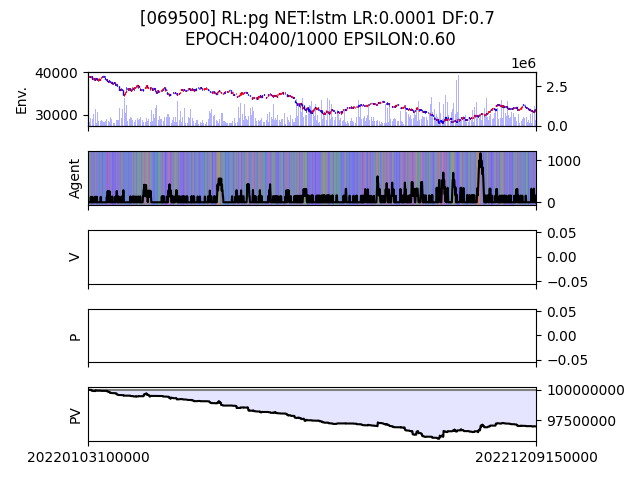 [069500] RL:pg NET:lstm LR:0.0001 DF:0.7
EPOCH:0400/1000 EPSILON:0.60
1e6
40000
30000
Env.
2.5
0.0
Agent
1000
0
V
0.05
0.00
−0.05
P
0.05
0.00
−0.05
PV
100000000
97500000
20220103100000
20221209150000